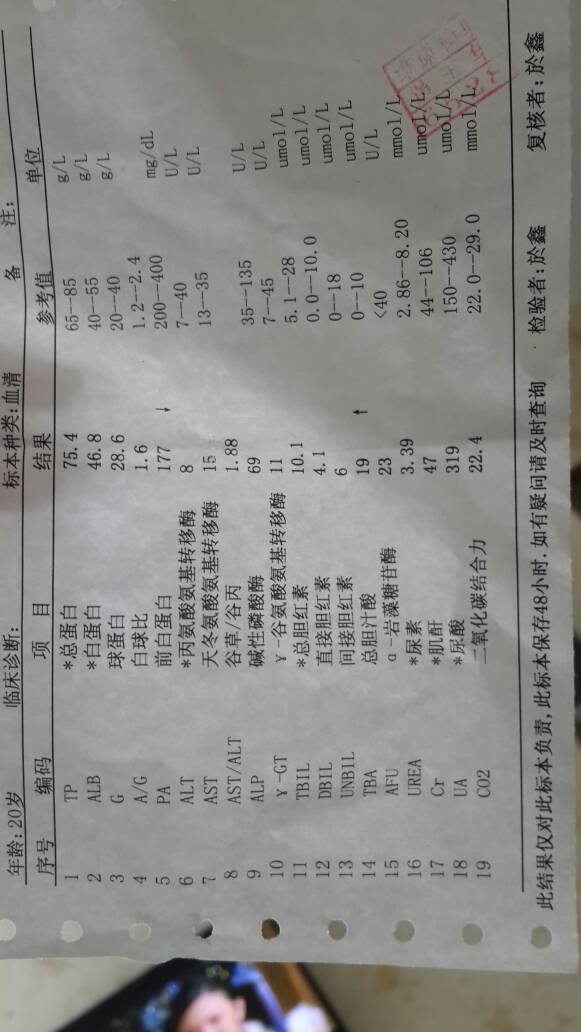 年龄:20岁 临床诊断: 标本种类:血清 备 注:
序号 编码 项 目 结果 参考值 单位
1 TP *总蛋白 75.4 65--85 g/L
2 ALB *白蛋白 46.8 40--55 g/L
3 G 球蛋白 28.6 20--40 g/L
4 A/G 白球比 1.6 1.2--2.4
5 PA 前白蛋白 177 ↓ 200--400 mg/dL
6 ALT *丙氨酸氨基转移酶 8 7--40 U/L
7 AST 天冬氨酸氨基转移酶 15 13--35 U/L
8 AST/ALT 谷草/谷丙 1.88
9 ALP 碱性磷酸酶 69 35--135 U/L
10 γ-GT γ-谷氨酸氨基转移酶 11 7--45 U/L
11 TBIL *总胆红素 10.1 5.1--28 umol/L
12 DBIL 直接胆红素 4.1 0.0--10.0 umol/L
13 UNBIL 间接胆红素 6 0--18 umol/L
14 TBA 总胆汁酸 19 ↑ 0--10 umol/L
15 AFU α-岩藻糖苷酶 23 <40 U/L
16 UREA *尿素 3.39 2.86--8.20 mmol/L
17 Cr *肌酐 47 44--106 umol/L
18 UA *尿酸 319 150--430 umol/L
19 CO2 二氧化碳结合力 22.4 22.0--29.0 mmol/L
此结果仅对此标本负责,此标本保存48小时.如有疑问请及时查询 检验者:於鑫 复核者:於鑫